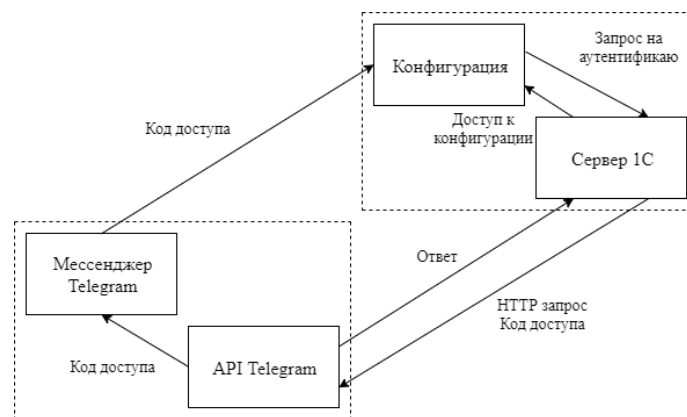 Конфигурация
Запрос на
аутентификаю
Код доступа
Доступ к
конфигурации
Сервер 1С
Мессенджер
Telegram
Ответ
HTTP запрос
Код доступа
Код доступа
API Telegram